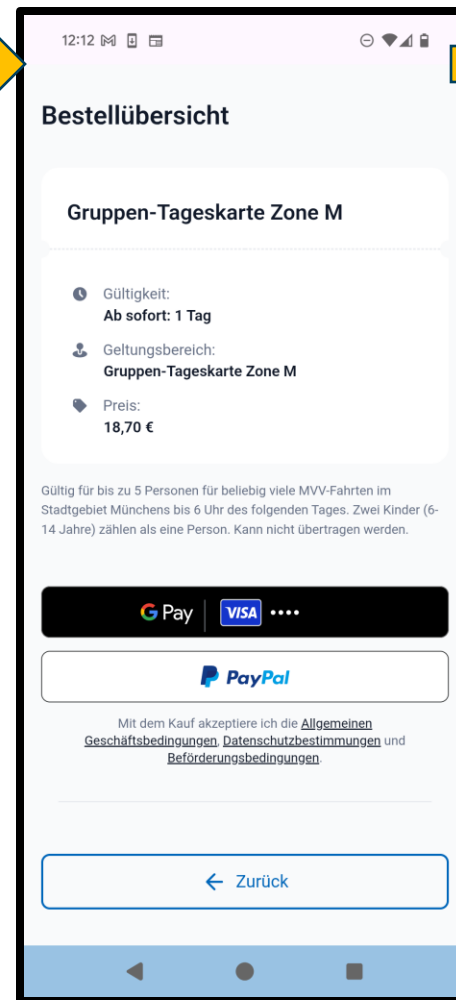 12:12
Bestellübersicht
Gruppen-Tageskarte Zone M
Gültigkeit:
Ab sofort: 1 Tag
Geltungsbereich:
Gruppen-Tageskarte Zone M
Preis:
18,70 €
Gültig für bis zu 5 Personen für beliebig viele MVV-Fahrten im
Stadtgebiet Münchens bis 6 Uhr des folgenden Tages. Zwei Kinder (6-
14 Jahre) zählen als eine Person. Kann nicht übertragen werden.
G Pay VISA ••••
PayPal
Mit dem Kauf akzeptiere ich die Allgemeinen
Geschäftsbedingungen, Datenschutzbestimmungen und
Beförderungsbedingungen.
← Zurück